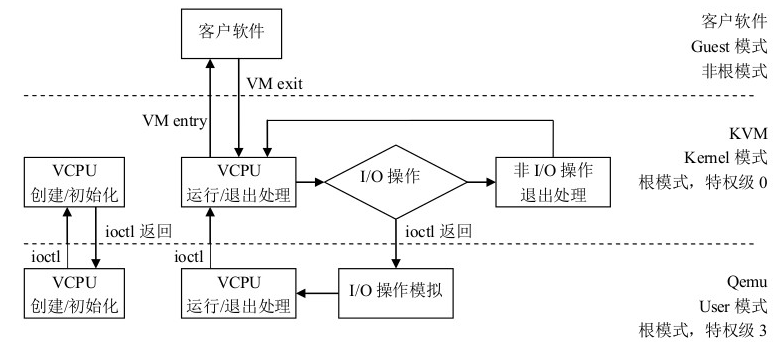 客户软件
客户软件
Guest 模式
非根模式
VM exit
VM entry
KVM
Kernel 模式
根模式，特权级 0
VCPU
创建/初始化
VCPU
运行/退出处理
I/O 操作
非 I/O 操作
退出处理
ioctl 返回
ioctl 返回
ioctl
ioctl
VCPU
创建/初始化
VCPU
运行/退出处理
I/O 操作模拟
Qemu
User 模式
根模式，特权级 3